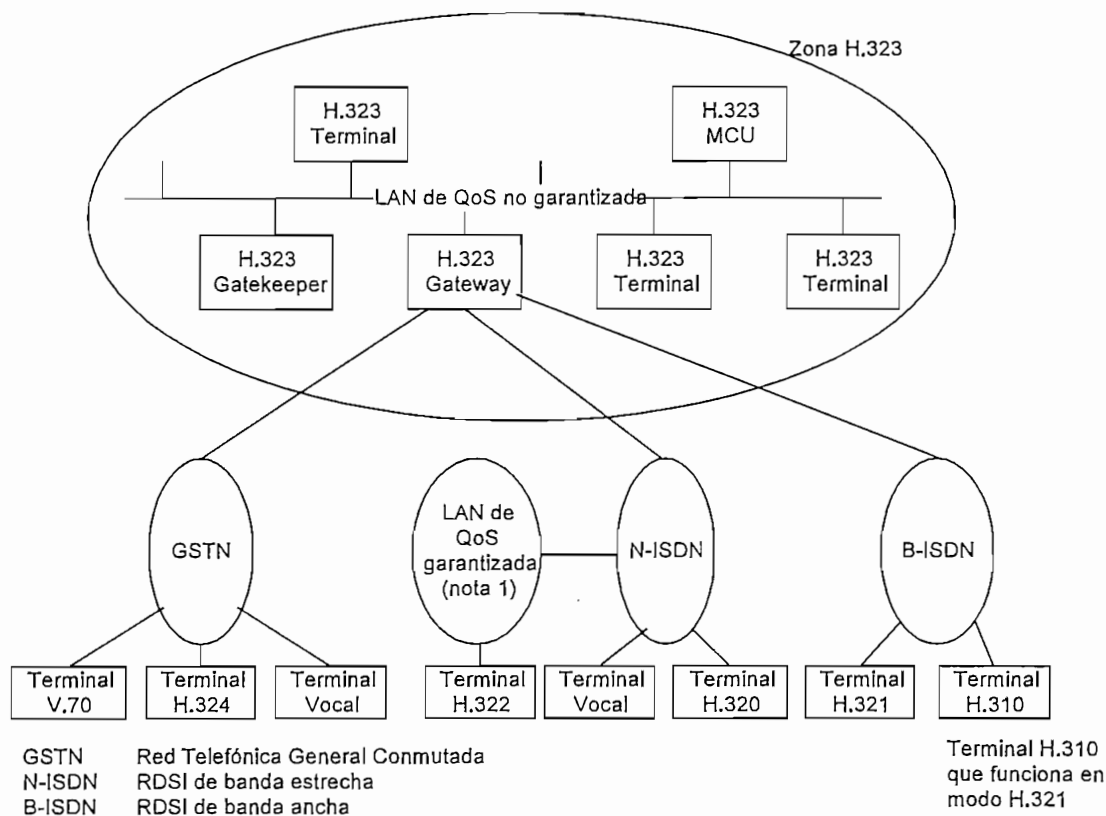 Zona H.323
H.323
Terminal
H.323
MCU
LAN de QoS no garantizada
H.323
Gatekeeper
H.323
Gateway
H.323
Terminal
H.323
Terminal
GSTN
LAN de
QoS
garantizada
(nota 1)
N-ISDN
B-ISDN
Terminal
V.70
Terminal
H.324
Terminal
Vocal
Terminal
H.322
Terminal
Vocal
Terminal
H.320
Terminal
H.321
Terminal
H.310
GSTN Red Telefónica General Conmutada
N-ISDN RDSI de banda estrecha
B-ISDN RDSI de banda ancha
Terminal H.310
que funciona en
modo H.321